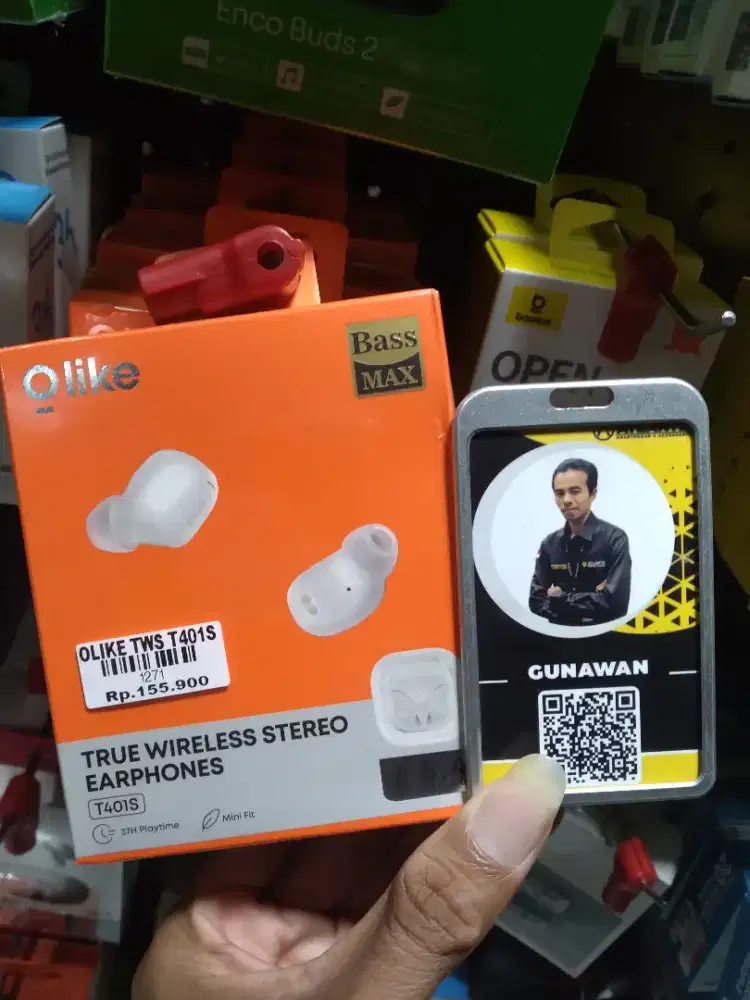 Enco Buds 2
Olike
Bass
MAX
OPEN
OLIKE TWS T401S
1271
Rp.155.900
TRUE WIRELESS STEREO
EARPHONES
T401S
37H Playtime
Mini Fit
GUNAWAN